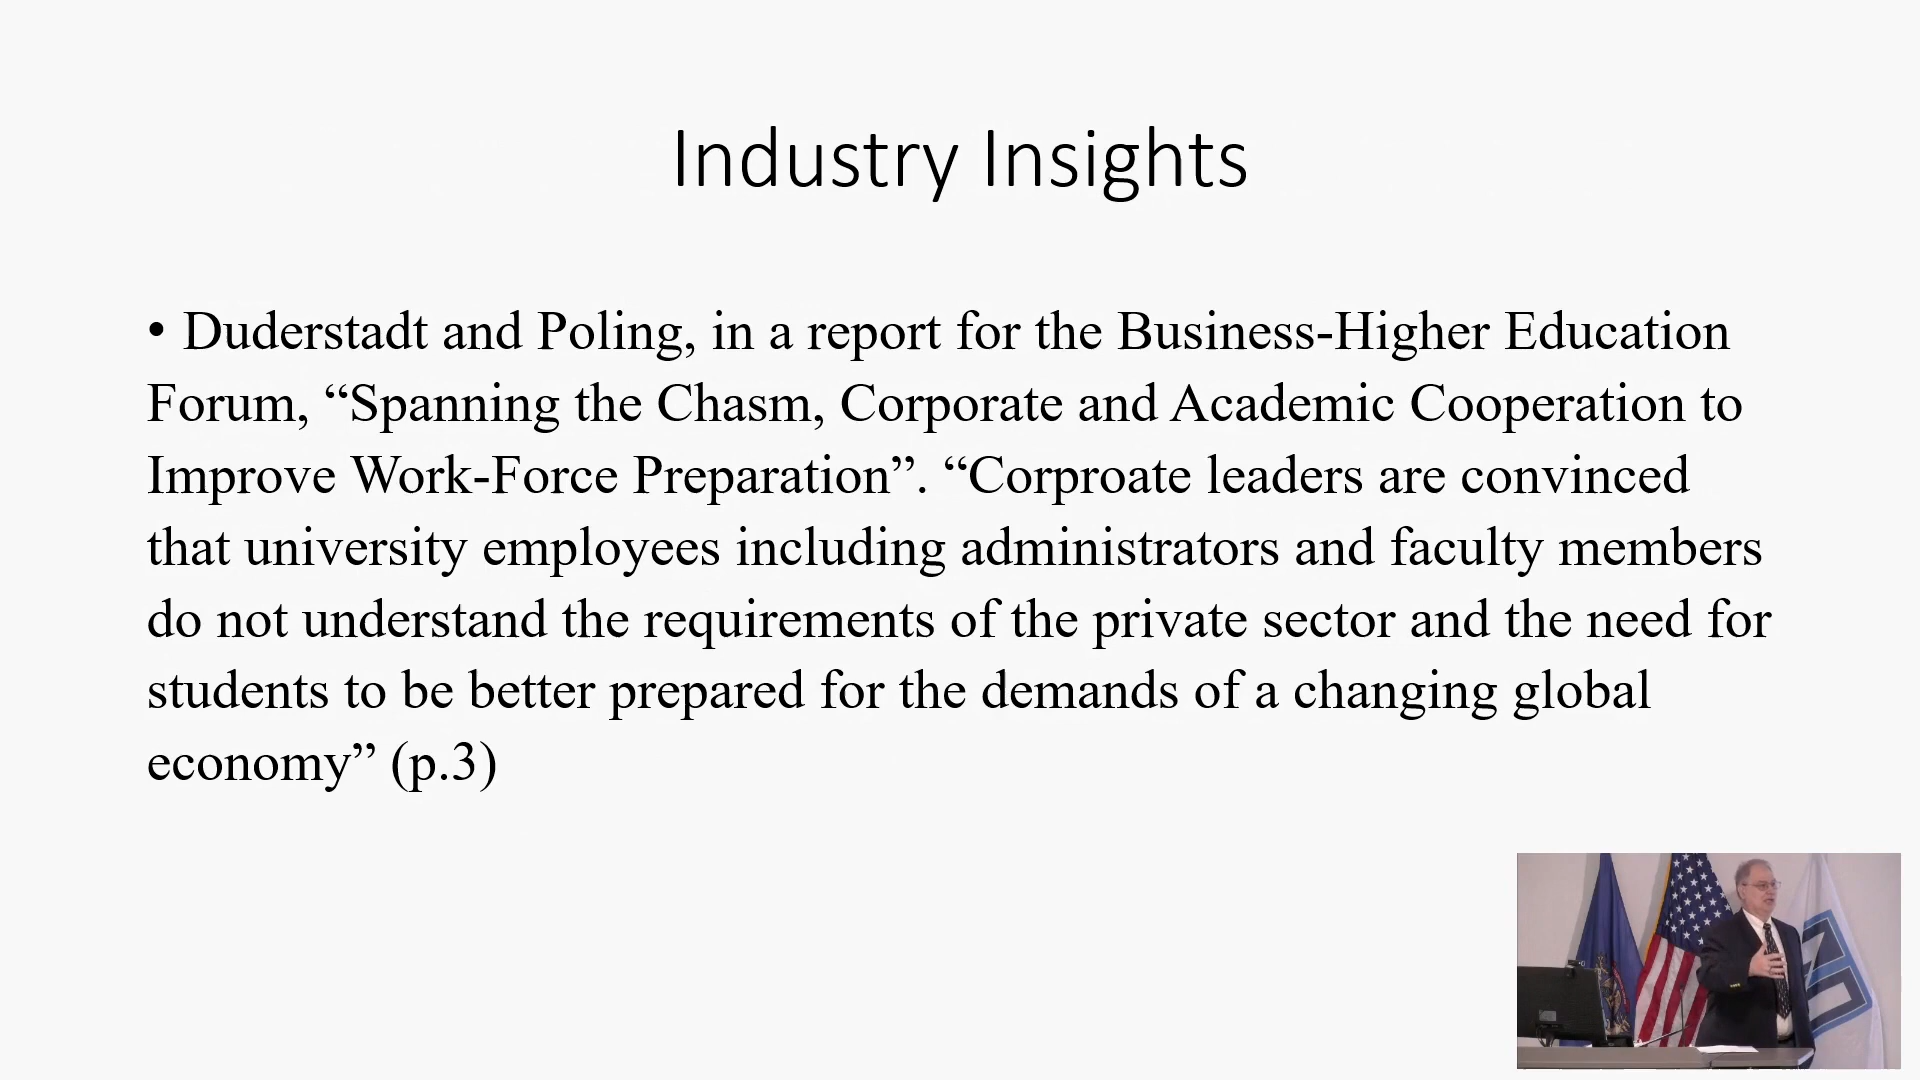 Industry Insights
• Duderstadt and Poling, in a report for the Business-Higher Education
Forum, “Spanning the Chasm, Corporate and Academic Cooperation to
Improve Work-Force Preparation”. “Corproate leaders are convinced
that university employees including administrators and faculty members
do not understand the requirements of the private sector and the need for
students to be better prepared for the demands of a changing global
economy” (p.3)